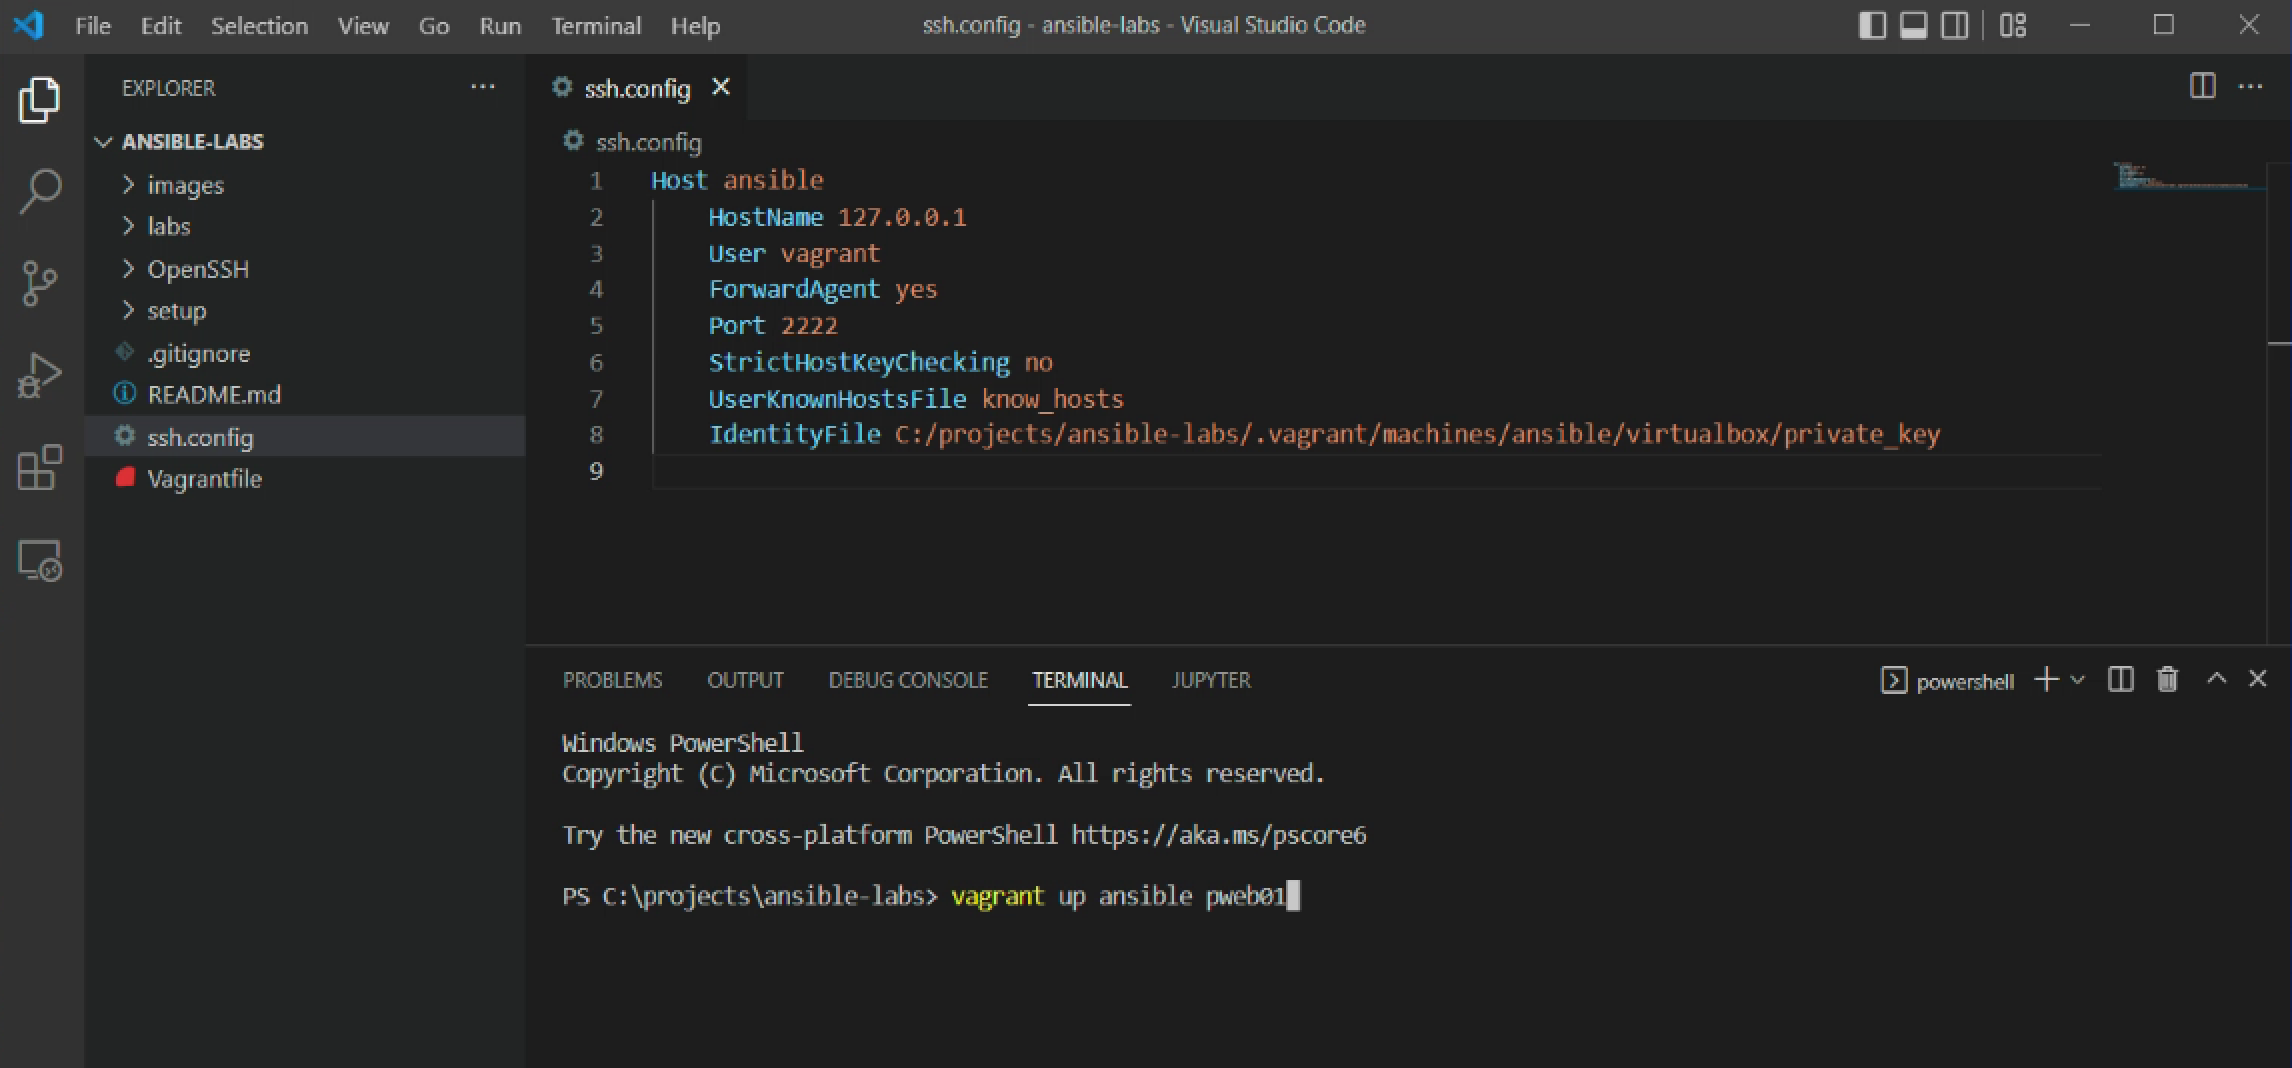 File Edit Selection View Go Run Terminal Help ssh.config - ansible-labs - Visual Studio Code
EXPLORER
ANSIBLE-LABS
images
labs
OpenSSH
setup
.gitignore
README.md
ssh.config
Vagrantfile
ssh.config
ssh.config
1 Host ansible
2 HostName 127.0.0.1
3 User vagrant
4 ForwardAgent yes
5 Port 2222
6 StrictHostKeyChecking no
7 UserKnownHostsFile know_hosts
8 IdentityFile C:/projects/ansible-labs/.vagrant/machines/ansible/virtualbox/private_key
9
PROBLEMS OUTPUT DEBUG CONSOLE TERMINAL JUPYTER powershell
Windows PowerShell
Copyright (C) Microsoft Corporation. All rights reserved.
Try the new cross-platform PowerShell https://aka.ms/pscore6
PS C:\projects\ansible-labs> vagrant up ansible pweb01